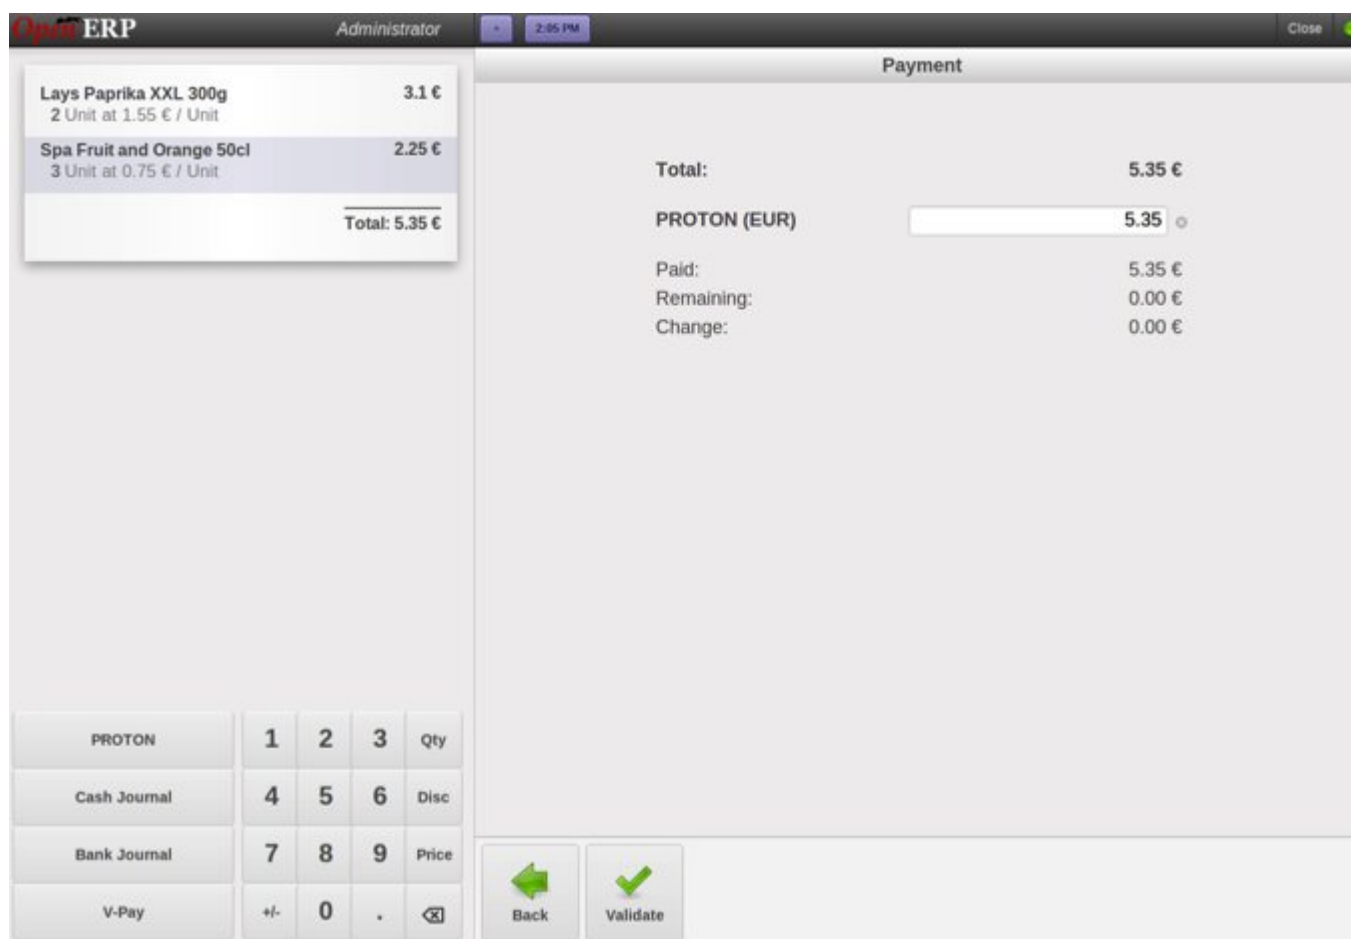 Open ERP
Administrator
+
2:05 PM
Close
Lays Paprika XXL 300g 3.1 €
2 Unit at 1.55 € / Unit
Spa Fruit and Orange 50cl 2.25 €
3 Unit at 0.75 € / Unit
Total: 5.35 €
Payment
Total: 5.35 €
PROTON (EUR) 5.35
Paid: 5.35 €
Remaining: 0.00 €
Change: 0.00 €
PROTON 1 2 3 Qty
Cash Journal 4 5 6 Disc
Bank Journal 7 8 9 Price
V-Pay +/- 0 .
Back Validate